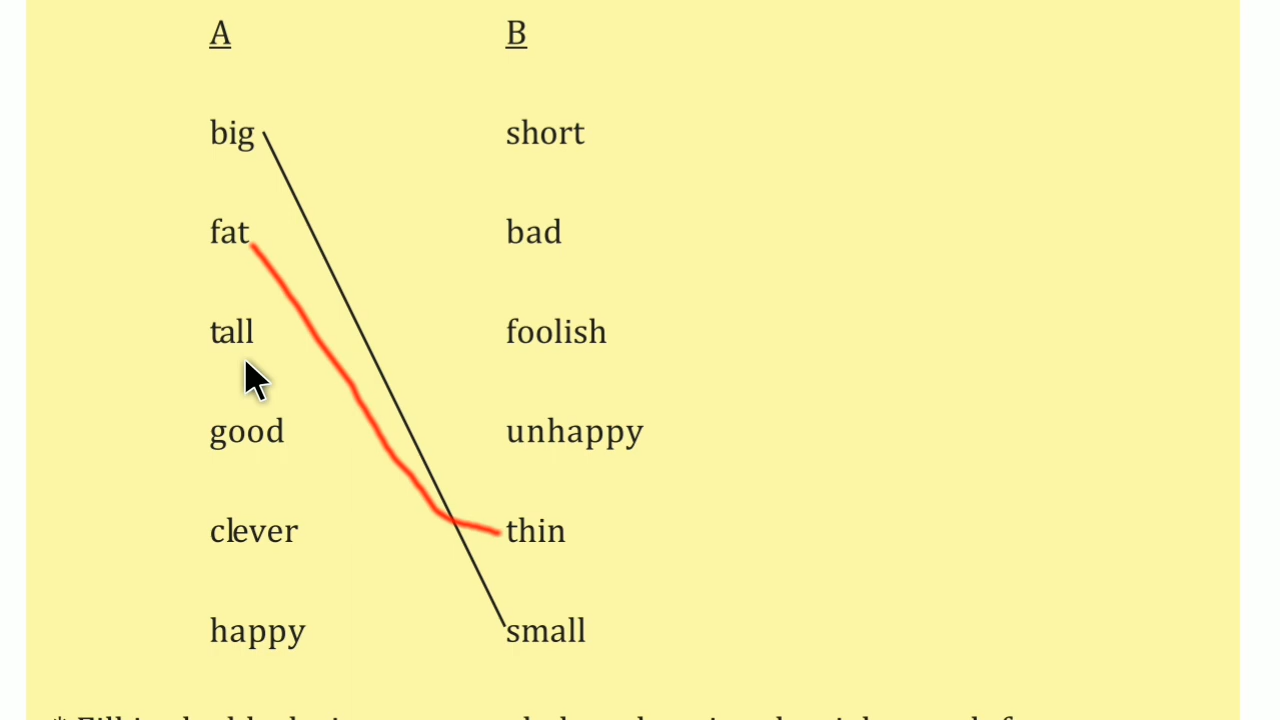 A B
big short
fat bad
tall foolish
good unhappy
clever thin
happy small